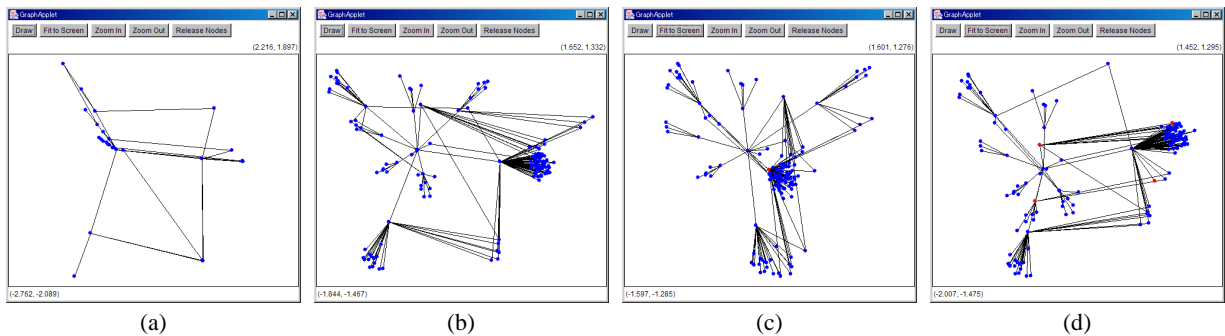 GraphApplet
Draw Fit to Screen Zoom In Zoom Out Release Nodes
(2.216, 1.897)
(-2.762, -2.089)
(a)
GraphApplet
Draw Fit to Screen Zoom In Zoom Out Release Nodes
(1.652, 1.332)
(-1.844, -1.467)
(b)
GraphApplet
Draw Fit to Screen Zoom In Zoom Out Release Nodes
(1.601, 1.276)
(-1.597, -1.285)
(c)
GraphApplet
Draw Fit to Screen Zoom In Zoom Out Release Nodes
(1.452, 1.295)
(-2.007, -1.475)
(d)